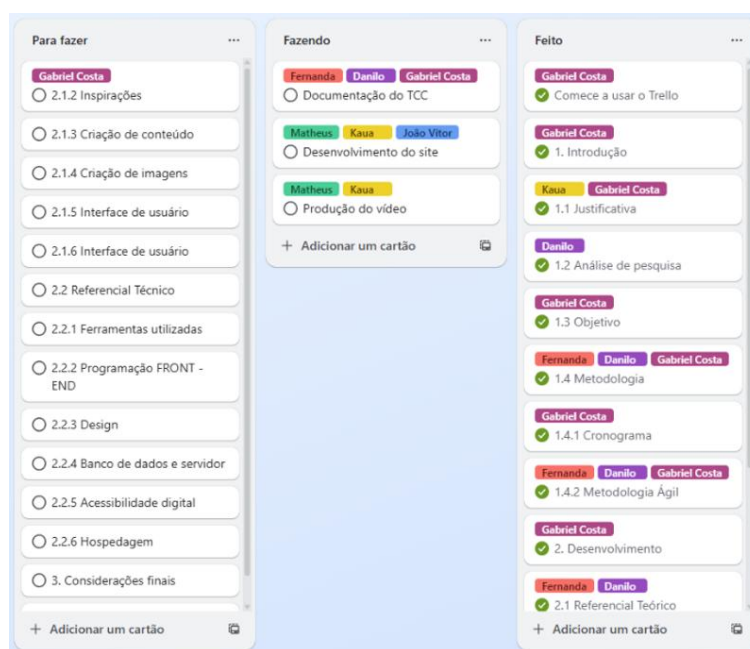 Para fazer
Gabriel Costa
2.1.2 Inspirações
2.1.3 Criação de conteúdo
2.1.4 Criação de imagens
2.1.5 Interface de usuário
2.1.6 Interface de usuário
2.2 Referencial Técnico
2.2.1 Ferramentas utilizadas
2.2.2 Programação FRONT -
END
2.2.3 Design
2.2.4 Banco de dados e servidor
2.2.5 Acessibilidade digital
2.2.6 Hospedagem
3. Considerações finais
+ Adicionar um cartão
Fazendo
Fernanda Danilo Gabriel Costa
Documentação do TCC
Matheus Kaua João Vitor
Desenvolvimento do site
Matheus Kaua
Produção do vídeo
+ Adicionar um cartão
Feito
Gabriel Costa
Comece a usar o Trello
Gabriel Costa
1. Introdução
Kaua Gabriel Costa
1.1 Justificativa
Danilo
1.2 Análise de pesquisa
Gabriel Costa
1.3 Objetivo
Fernanda Danilo Gabriel Costa
1.4 Metodologia
Gabriel Costa
1.4.1 Cronograma
Fernanda Danilo Gabriel Costa
1.4.2 Metodologia Ágil
Gabriel Costa
2. Desenvolvimento
Fernanda Danilo
2.1 Referencial Teórico
+ Adicionar um cartão